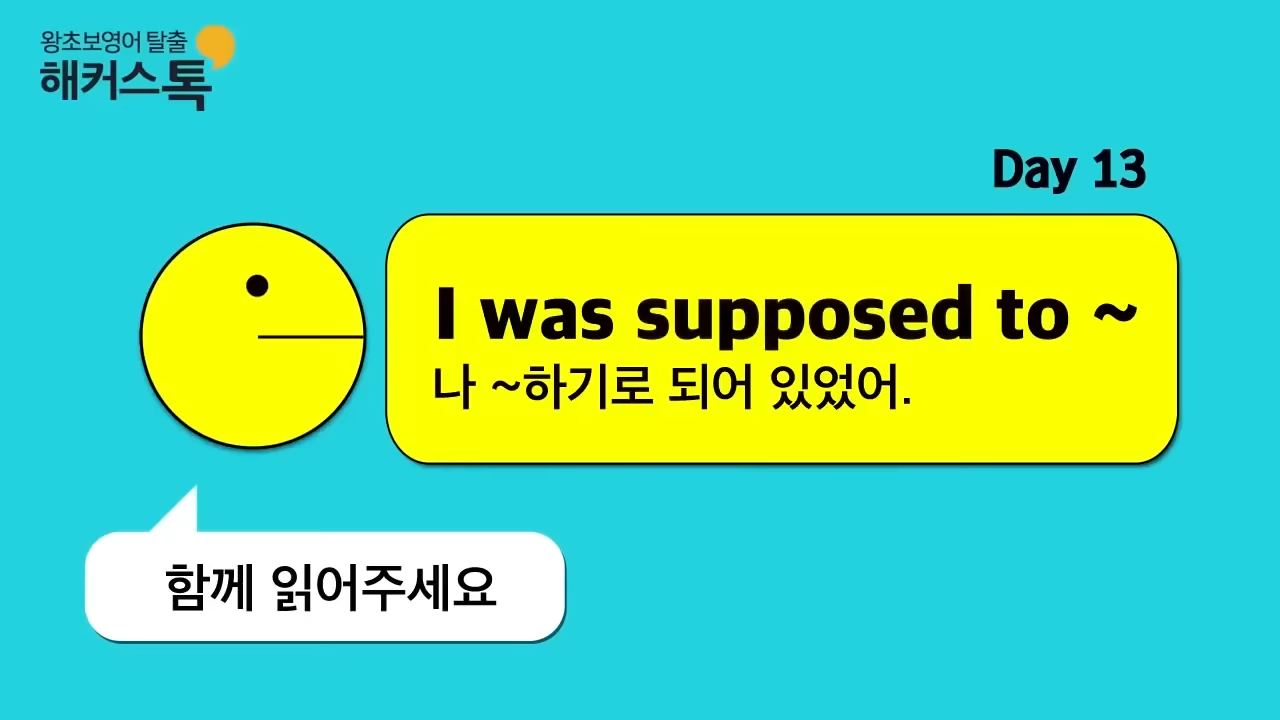 왕초보영어 탈출
해커스톡
Day 13
I was supposed to ~
나 ~하기로 되어 있었어.
함께 읽어주세요